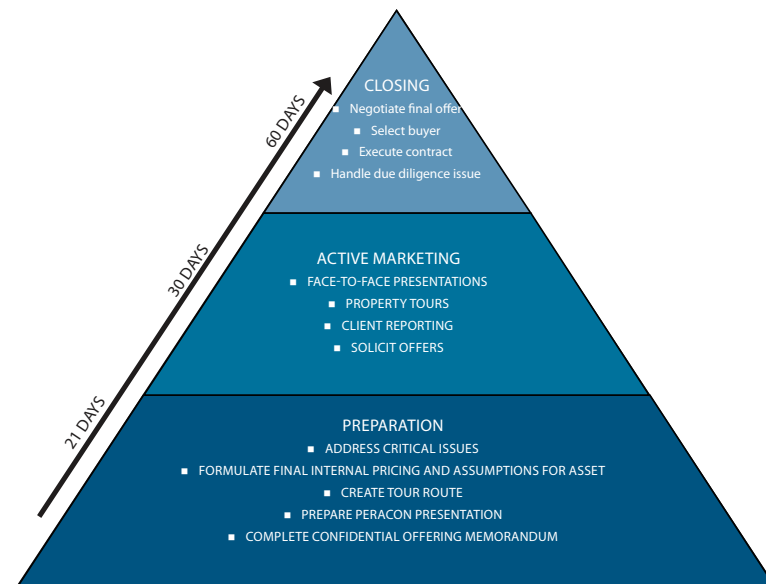 CLOSING
■ Negotiate final offer
■ Select buyer
■ Execute contract
■ Handle due diligence issue
60 DAYS
ACTIVE MARKETING
■ FACE-TO-FACE PRESENTATIONS
■ PROPERTY TOURS
■ CLIENT REPORTING
■ SOLICIT OFFERS
30 DAYS
PREPARATION
■ ADDRESS CRITICAL ISSUES
■ FORMULATE FINAL INTERNAL PRICING AND ASSUMPTIONS FOR ASSET
■ CREATE TOUR ROUTE
■ PREPARE PERACON PRESENTATION
■ COMPLETE CONFIDENTIAL OFFERING MEMORANDUM
21 DAYS